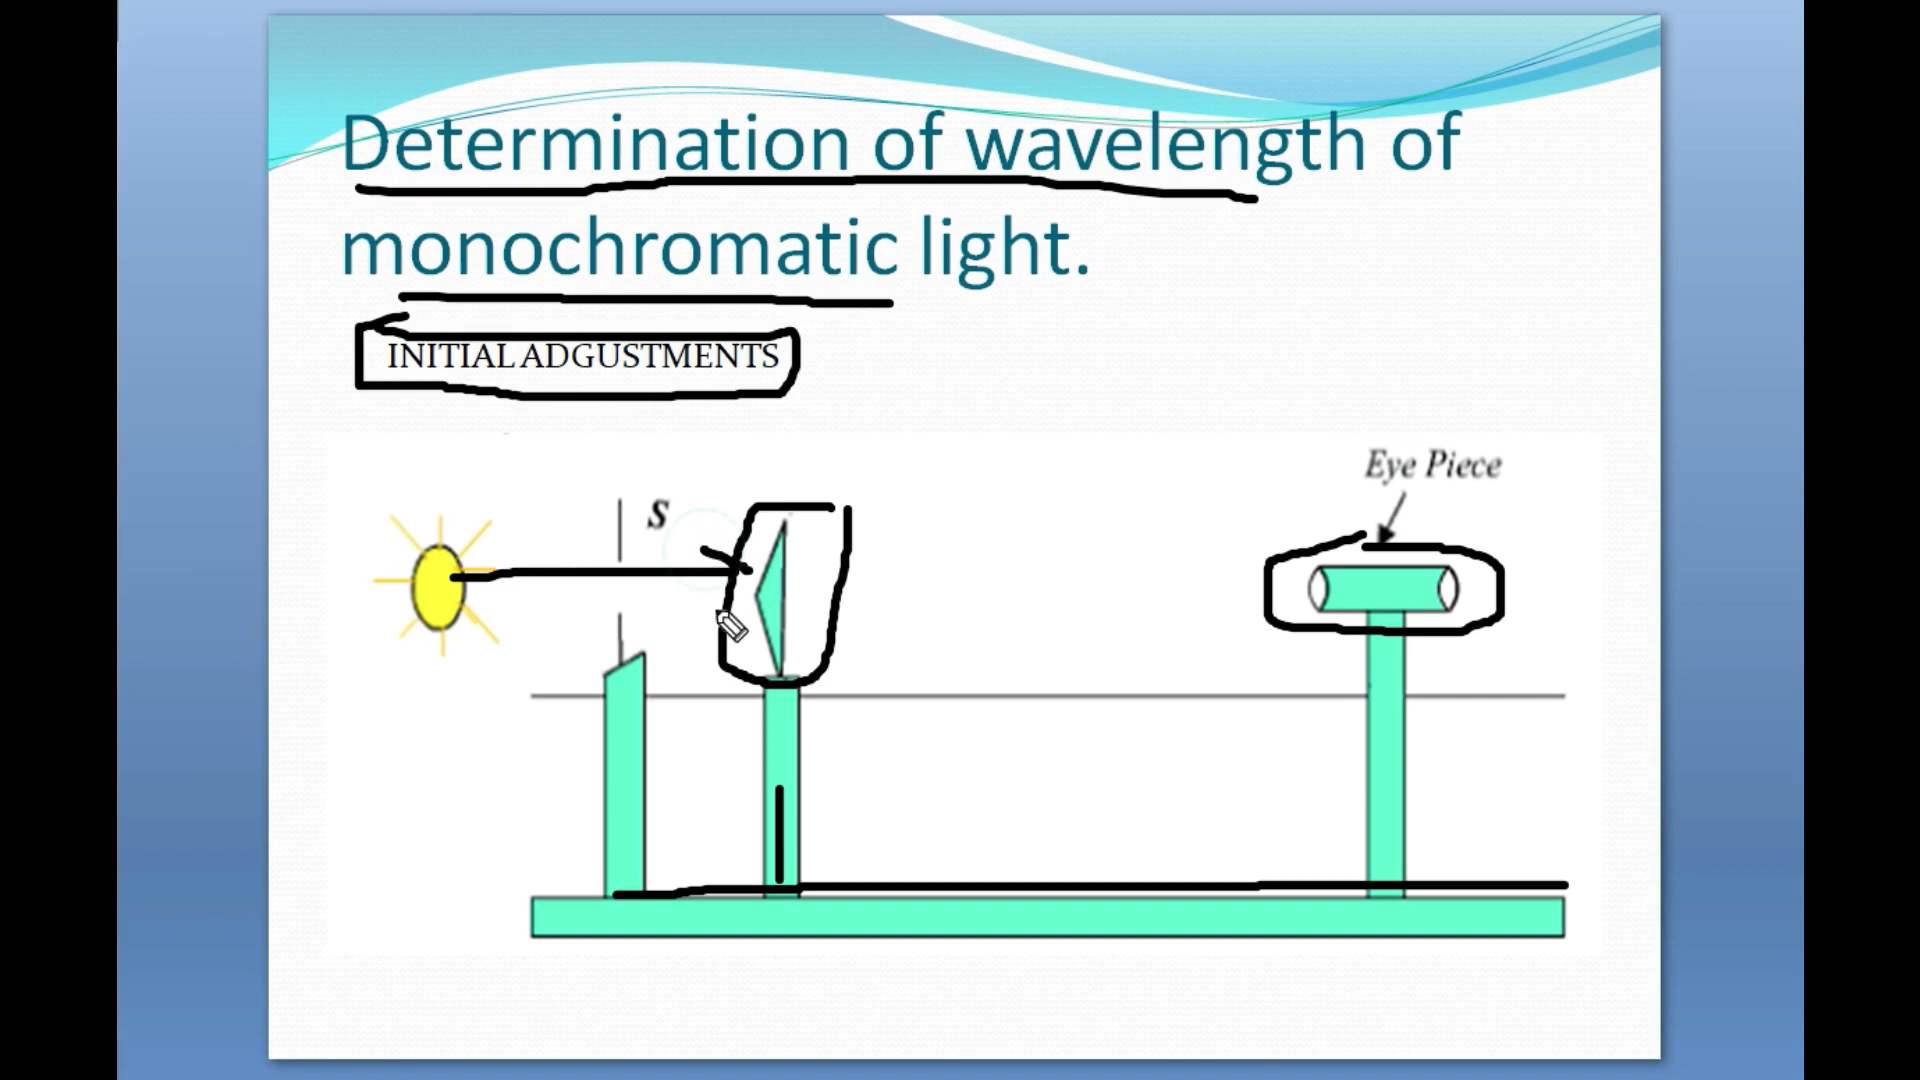 Determination of wavelength of
monochromatic light.
INITIAL ADGUSTMENTS
Eye Piece
S